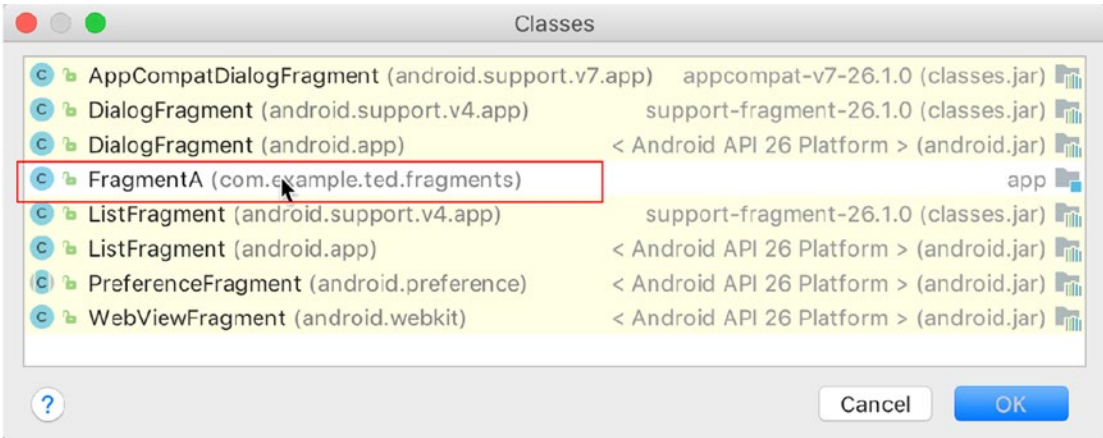 Classes
AppCompatDialogFragment (android.support.v7.app) appcompat-v7-26.1.0 (classes.jar)
DialogFragment (android.support.v4.app) support-fragment-26.1.0 (classes.jar)
DialogFragment (android.app) < Android API 26 Platform > (android.jar)
FragmentA (com.example.ted.fragments) app
ListFragment (android.support.v4.app) support-fragment-26.1.0 (classes.jar)
ListFragment (android.app) < Android API 26 Platform > (android.jar)
PreferenceFragment (android.preference) < Android API 26 Platform > (android.jar)
WebViewFragment (android.webkit) < Android API 26 Platform > (android.jar)
? Cancel OK